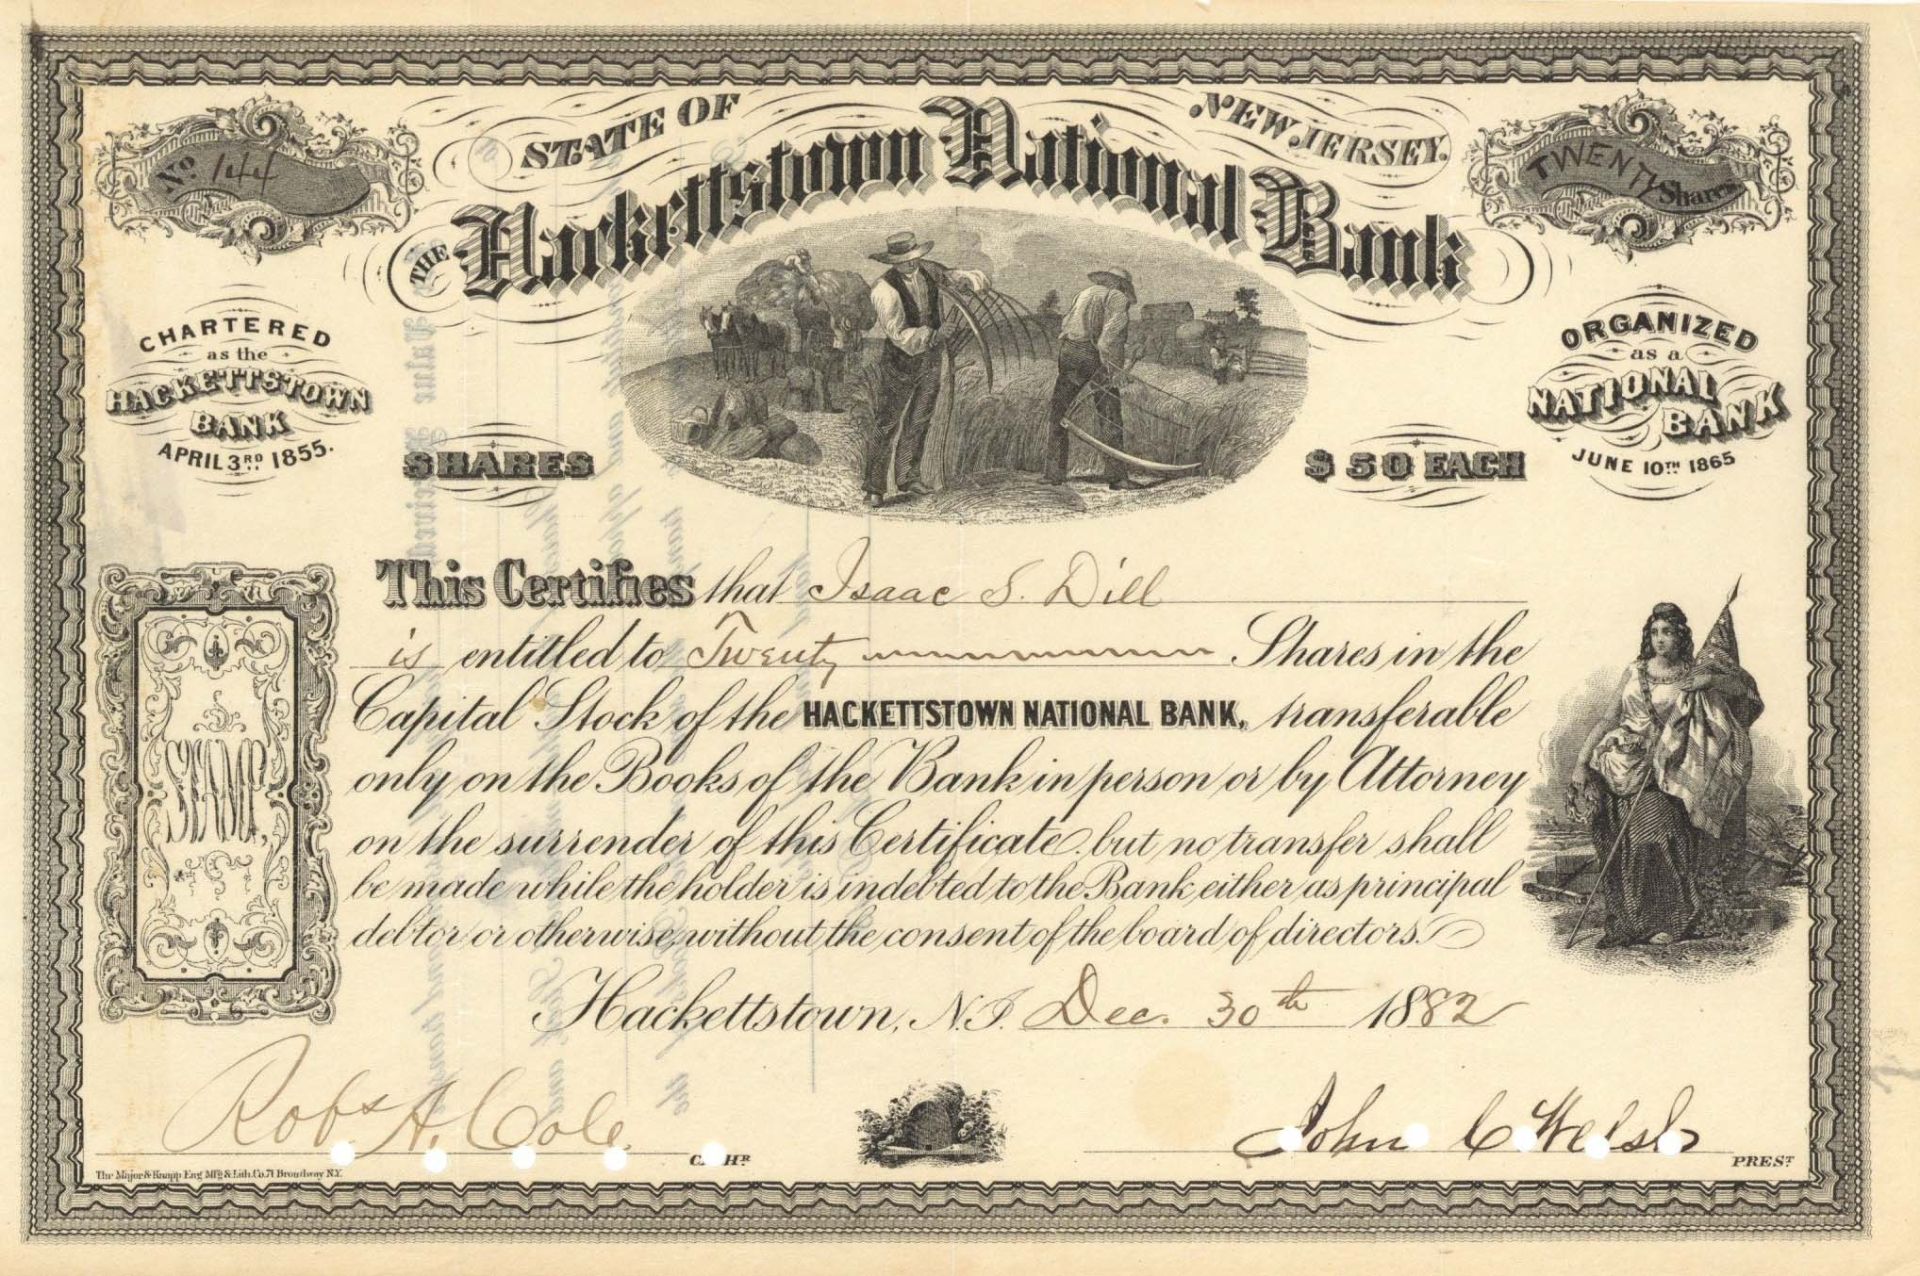 STATE OF NEW JERSEY.
No 144
TWENTY Shares
THE Hackettstown National Bank
CHARTERED
as the
HACKETTSTOWN
BANK
APRIL 3RD 1855.
ORGANIZED
as a
NATIONAL
BANK
JUNE 10TH 1865
SHARES
$50 EACH
This Certifies that Isaac S. Dill
is entitled to Twenty Shares in the
Capital Stock of the HACKETTSTOWN NATIONAL BANK, transferable
only on the Books of the Bank in person or by Attorney
on the surrender of this Certificate, but no transfer shall
be made while the holder is indebted to the Bank, either as principal
debtor or otherwise, without the consent of the board of directors.
STAMP,
Hackettstown, N.J. Dec. 30th 1882
Robt A. Cole
CASHR
John C Welsh
PREST
The Major & Knapp Eng. Mfg & Lith. Co. 71 Broadway N.Y.